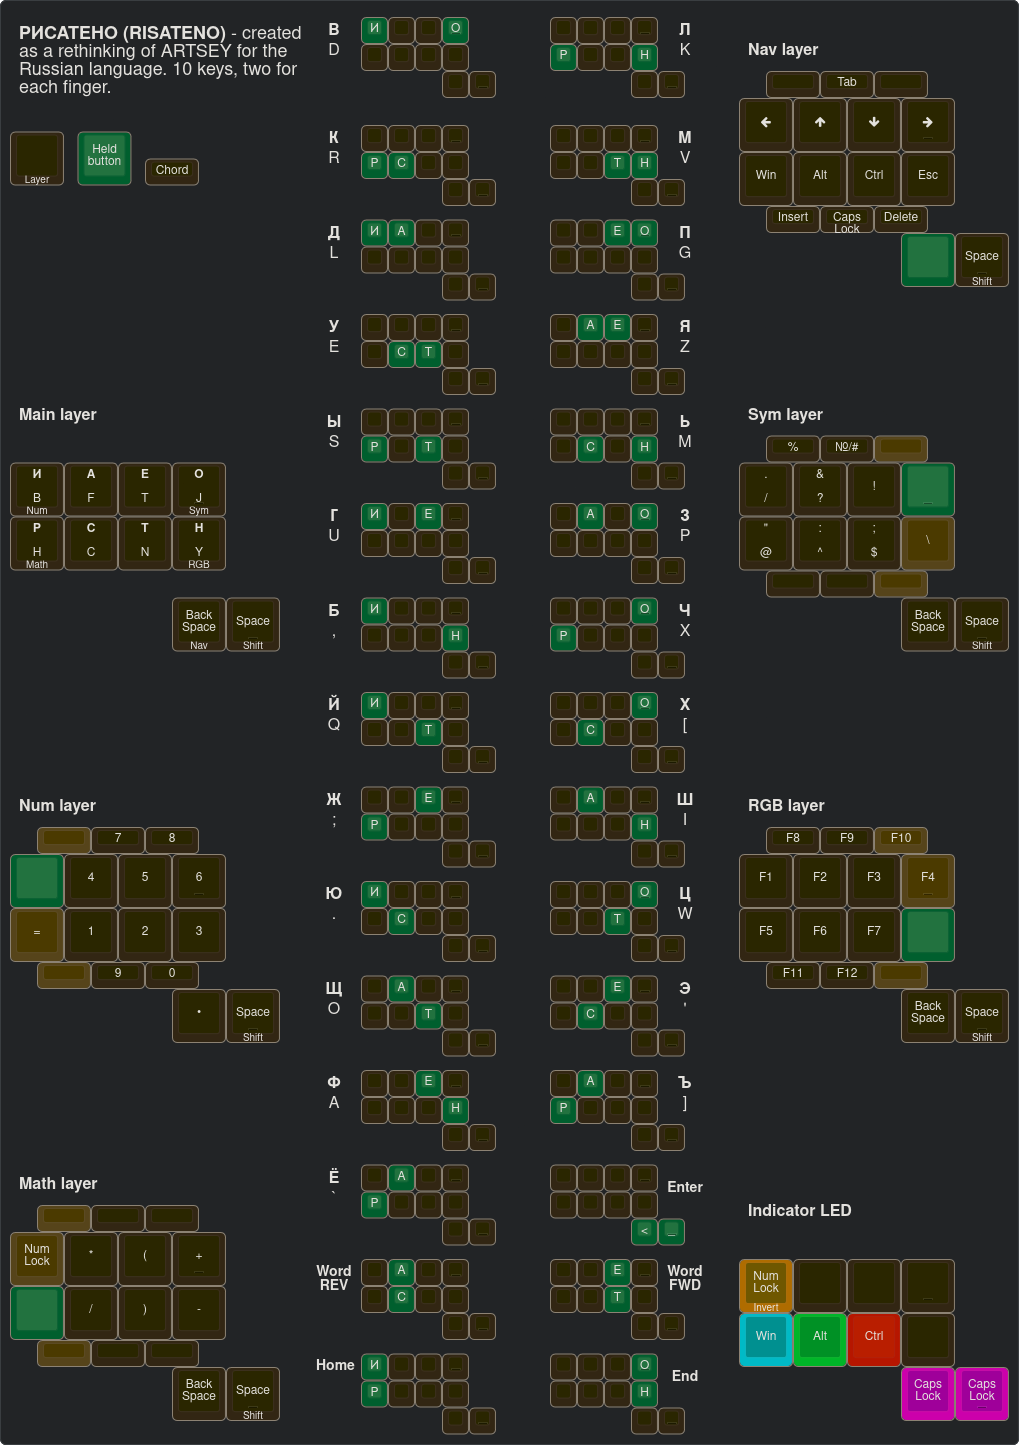 РИСАТЕНО (RISATENO) - created
as a rethinking of ARTSEY for the
Russian language. 10 keys, two for
each finger.
Layer
Held
button
Chord
Main layer
И А Е О
B F T J
Num Sym
Р С Т Н
H C N Y
Math RGB
Back
Space
Nav
Space
Shift
Num layer
7 8
4 5 6
= 1 2 3
9 0
• Space
Shift
Math layer
Num
Lock
* ( +
/ ) -
Back
Space
Space
Shift
В
D
И О
Л
K
Р Н
К
R
Р С
М
V
Т Н
Д
L
И А
П
G
Е О
У
E
С Т
Я
Z
А Е
Ы
S
Р Т
Ь
M
С Н
Г
U
И Е
З
P
А О
Б
,
И
Н
Ч
X
О
Р
Й
Q
И
Т
Х
[
О
С
Ж
;
Е
Р
Ш
I
А
Н
Ю
.
И
С
Ц
W
О
Т
Щ
O
А
Т
Э
'
Е
С
Ф
A
Е
Н
Ъ
]
А
Р
Ё
`
А
Р
Enter
< _
Word
REV
А
С
Word
FWD
Е
Т
Home
И
Р
End
О
Н
Nav layer
Tab
← ↑ ↓ →
Win Alt Ctrl Esc
Insert Caps
Lock Delete
Space
Shift
Sym layer
% №/#
. & !
/ ?
" : ; \
@ ^ $
Back
Space
Space
Shift
RGB layer
F8 F9 F10
F1 F2 F3 F4
F5 F6 F7
F11 F12
Back
Space
Space
Shift
Indicator LED
Num
Lock
Invert
Win Alt Ctrl
Caps
Lock
Caps
Lock